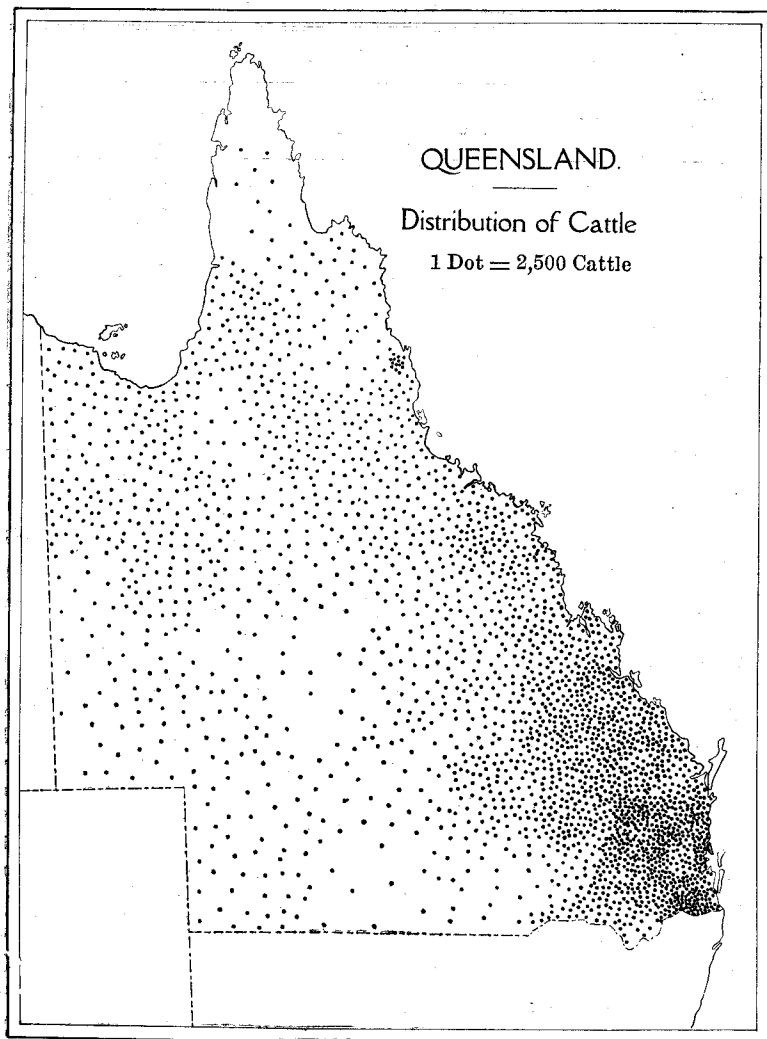 QUEENSLAND.
Distribution of Cattle
1 Dot = 2,500 Cattle